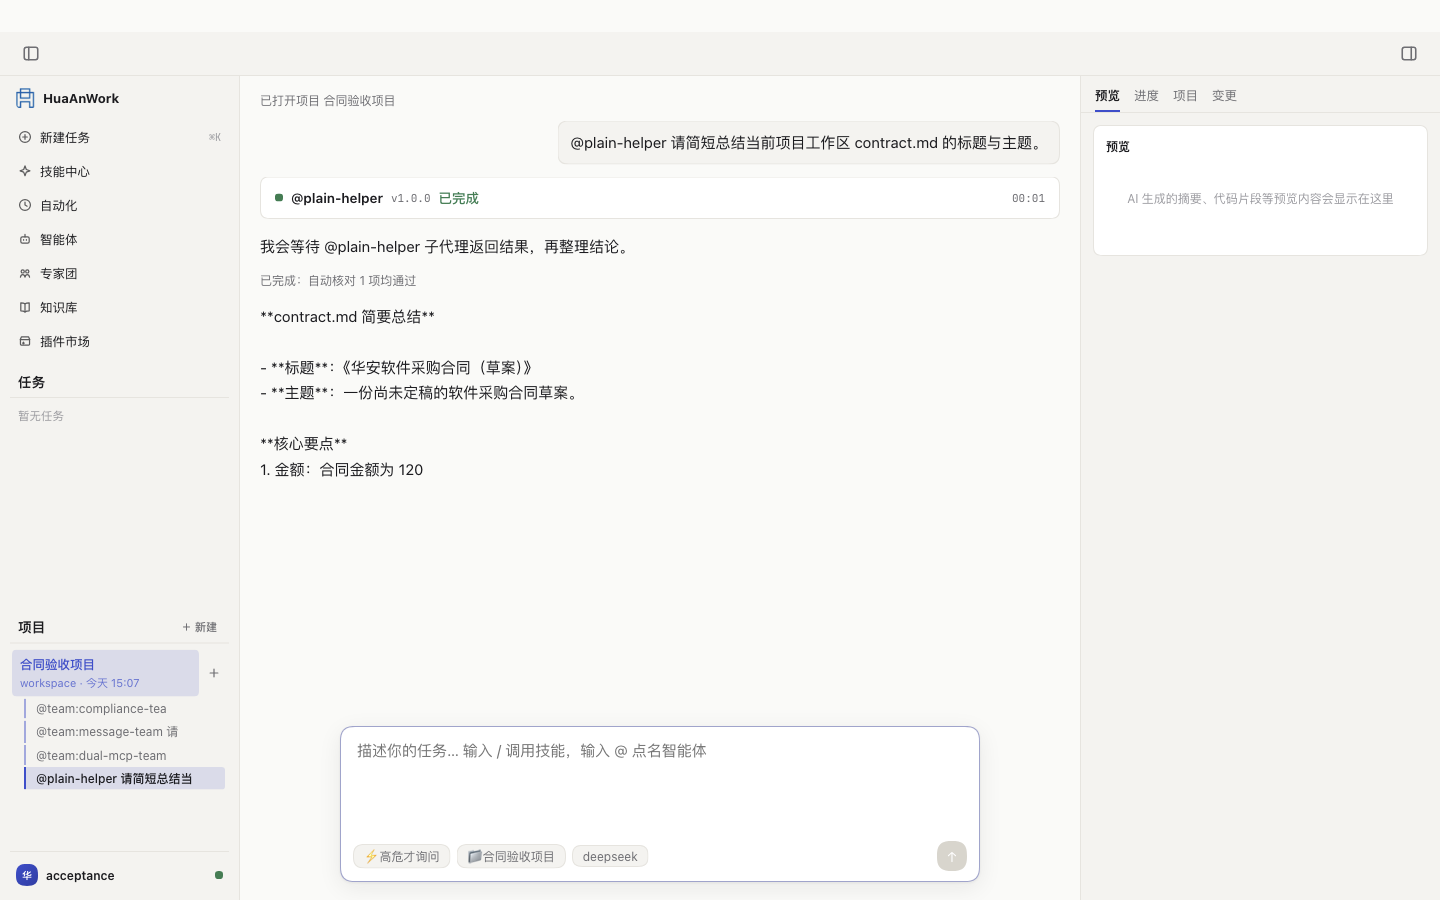 HuaAnWork
新建任务 ⌘K
技能中心
自动化
智能体
专家团
知识库
插件市场
任务
暂无任务
项目 + 新建
合同验收项目 +
workspace · 今天 15:07
@team:compliance-tea
@team:message-team 请
@team:dual-mcp-team
@plain-helper 请简短总结当
华 acceptance
已打开项目 合同验收项目
@plain-helper 请简短总结当前项目工作区 contract.md 的标题与主题。
@plain-helper v1.0.0 已完成 00:01
我会等待 @plain-helper 子代理返回结果，再整理结论。
已完成：自动核对 1 项均通过
**contract.md 简要总结**
- **标题**：《华安软件采购合同（草案）》
- **主题**：一份尚未定稿的软件采购合同草案。
**核心要点**
1. 金额：合同金额为 120
描述你的任务... 输入 / 调用技能，输入 @ 点名智能体
⚡高危才询问 合同验收项目 deepseek
预览 进度 项目 变更
预览
AI 生成的摘要、代码片段等预览内容会显示在这里